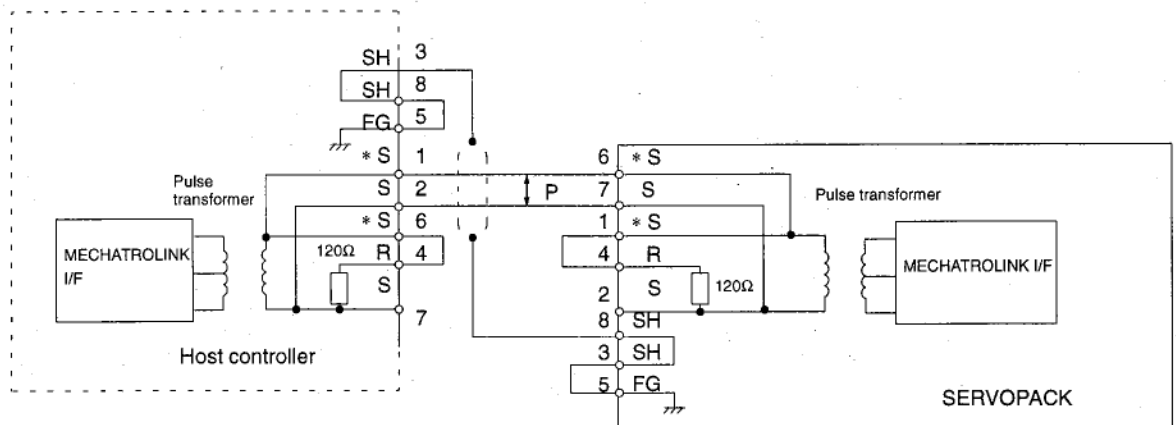 SH 3
SH 8
FG 5
* S 1
S 2
* S 6
R 4
S
7
Pulse
transformer
MECHATROLINK
I/F
120Ω
Host controller
P
6 * S
7 S
1 * S
4 R
2 S
8 SH
3 SH
5 FG
120Ω
Pulse transformer
MECHATROLINK I/F
SERVOPACK